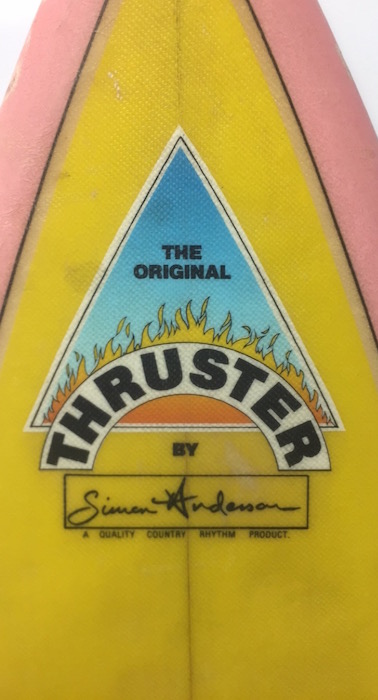 THE
ORIGINAL
THRUSTER
BY
Simon Anderson
A QUALITY COUNTRY RHYTHM PRODUCT.